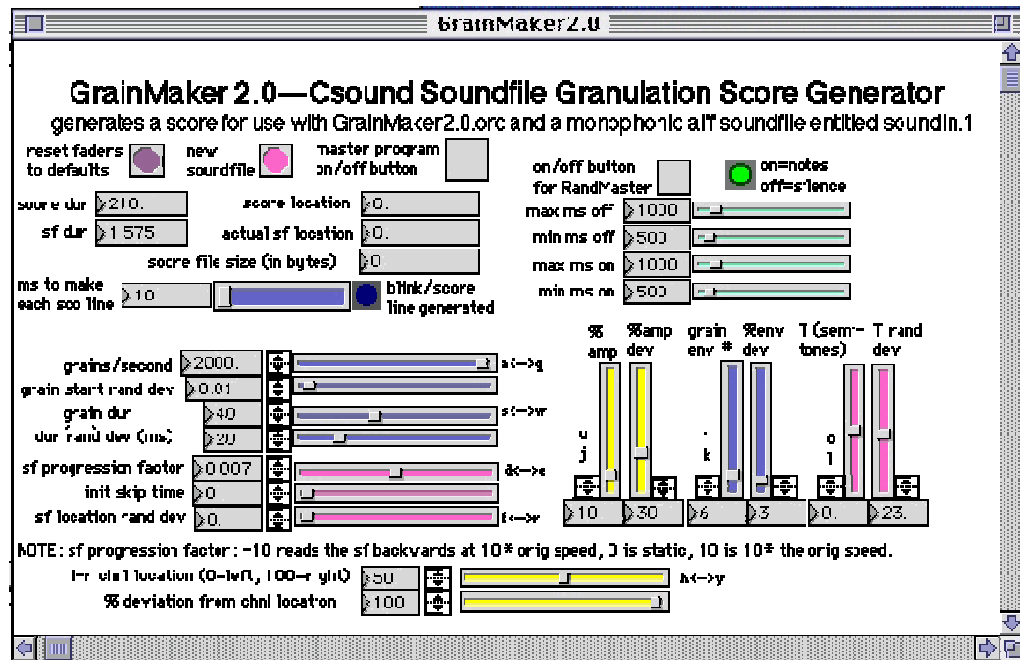 GrainMaker2.0
GrainMaker 2.0—Csound Soundfile Granulation Score Generator
generates a score for use with GrainMaker2.0.orc and a monophonic aiff soundfile entitled soundin.1
reset faders to defaults
new soundfile
master program on/off button
on/off button for RandMaster
on=notes
off=silence
score dur 210.
score location 0.
max ms off 1000
sf dur 1.575
actual sf location 0.
min ms off 500
score file size (in bytes) 0
max ms on 1000
min ms on 500
ms to make each sco line 10
blink/score line generated
% amp
%amp dev
grain env #
%env dev
T (semi-tones)
T rand dev
grains/second 2000.
a<->q
grain start rand dev 0.01
grain dur 40
s<->w
dur rand dev (ms) 20
j
k
o
l
sf progression factor 0.007
d<->e
init skip time 0
sf location rand dev 0.
f<->r
10 30 6 3 0. 23.
NOTE: sf progression factor: -10 reads the sf backwards at 10* orig speed, 0 is static, 10 is 10* the orig speed.
chnl location (0=left, 100=right) 50
h<->y
% deviation from chnl location 100